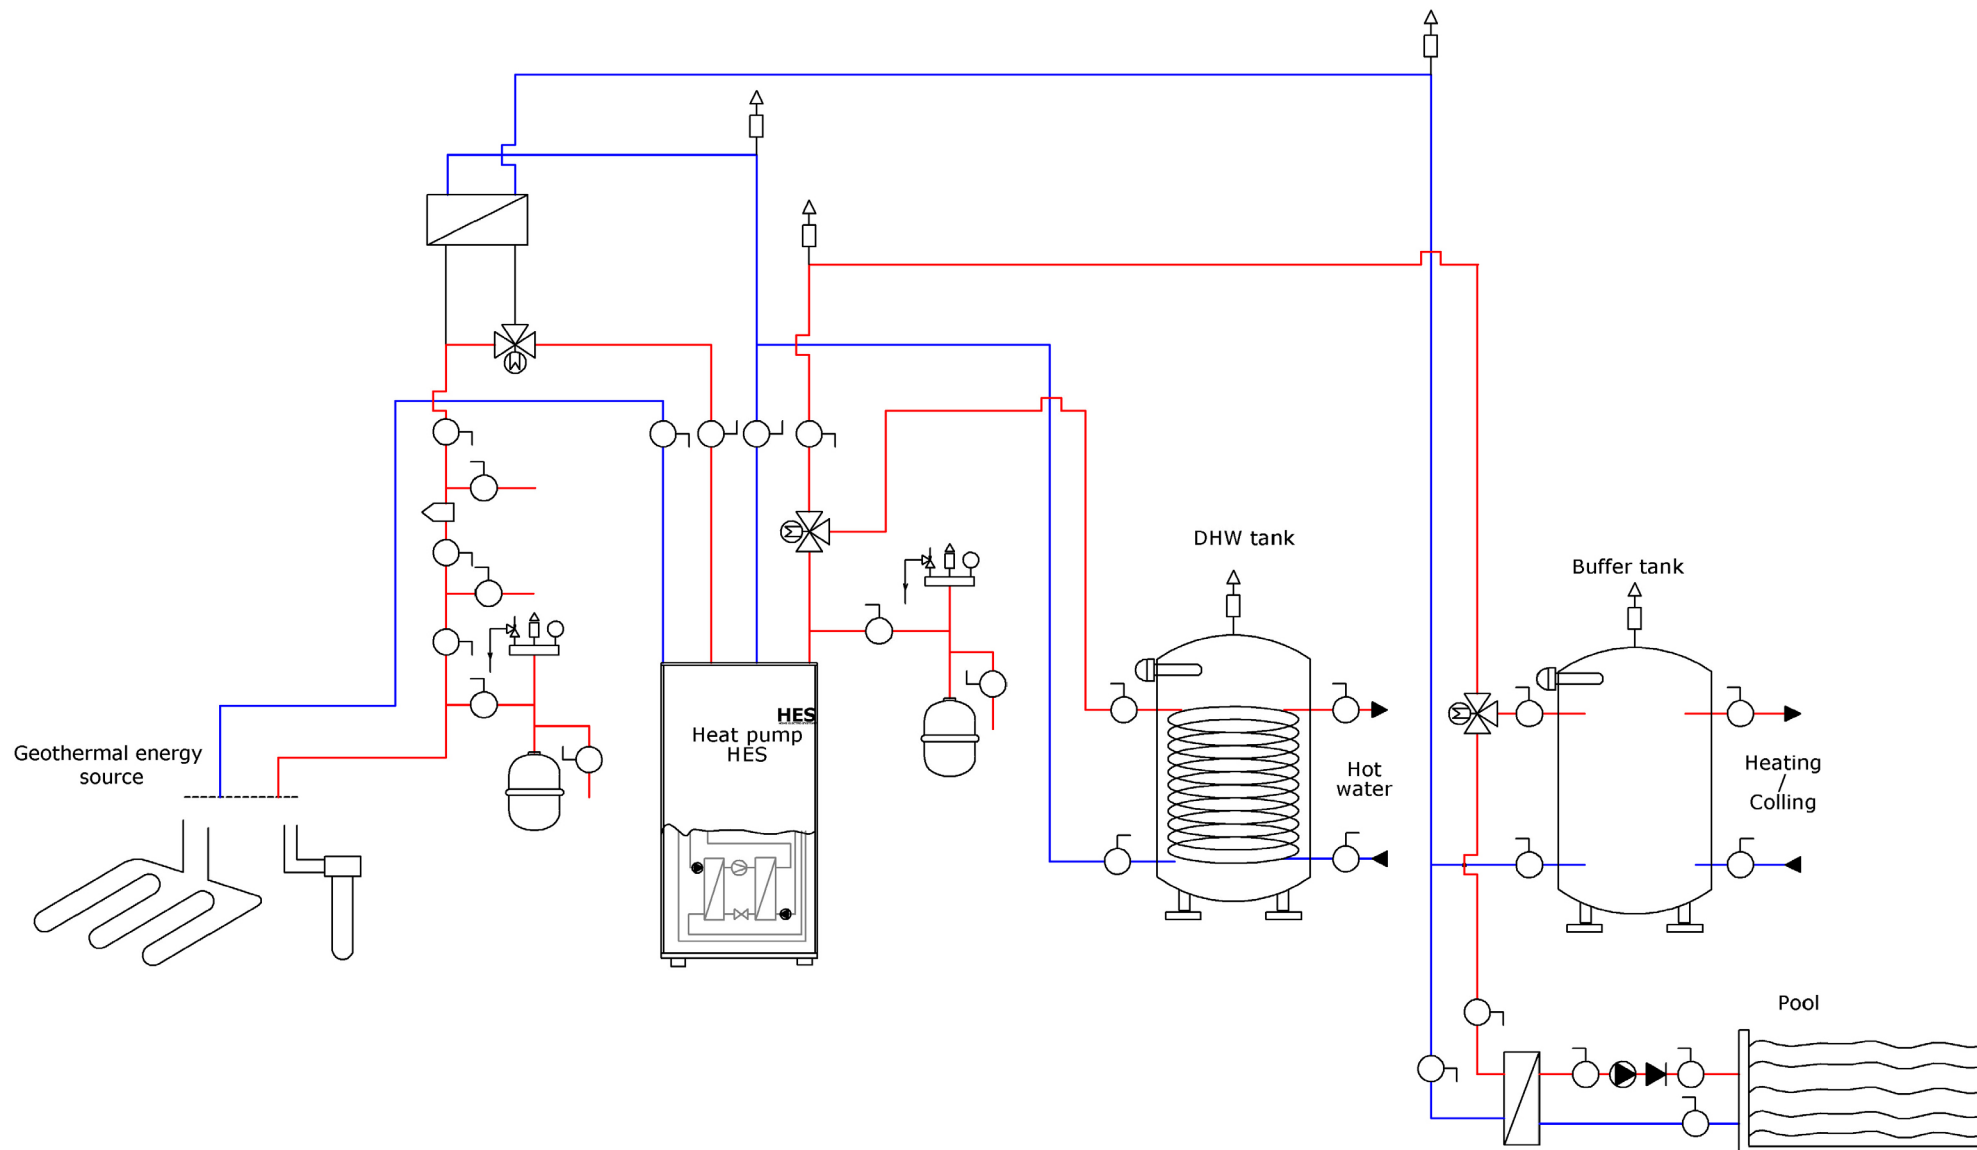 DHW tank
Buffer tank
HES
Heat pump
HES
Geothermal energy
source
Hot
water
Heating
/
Colling
Pool